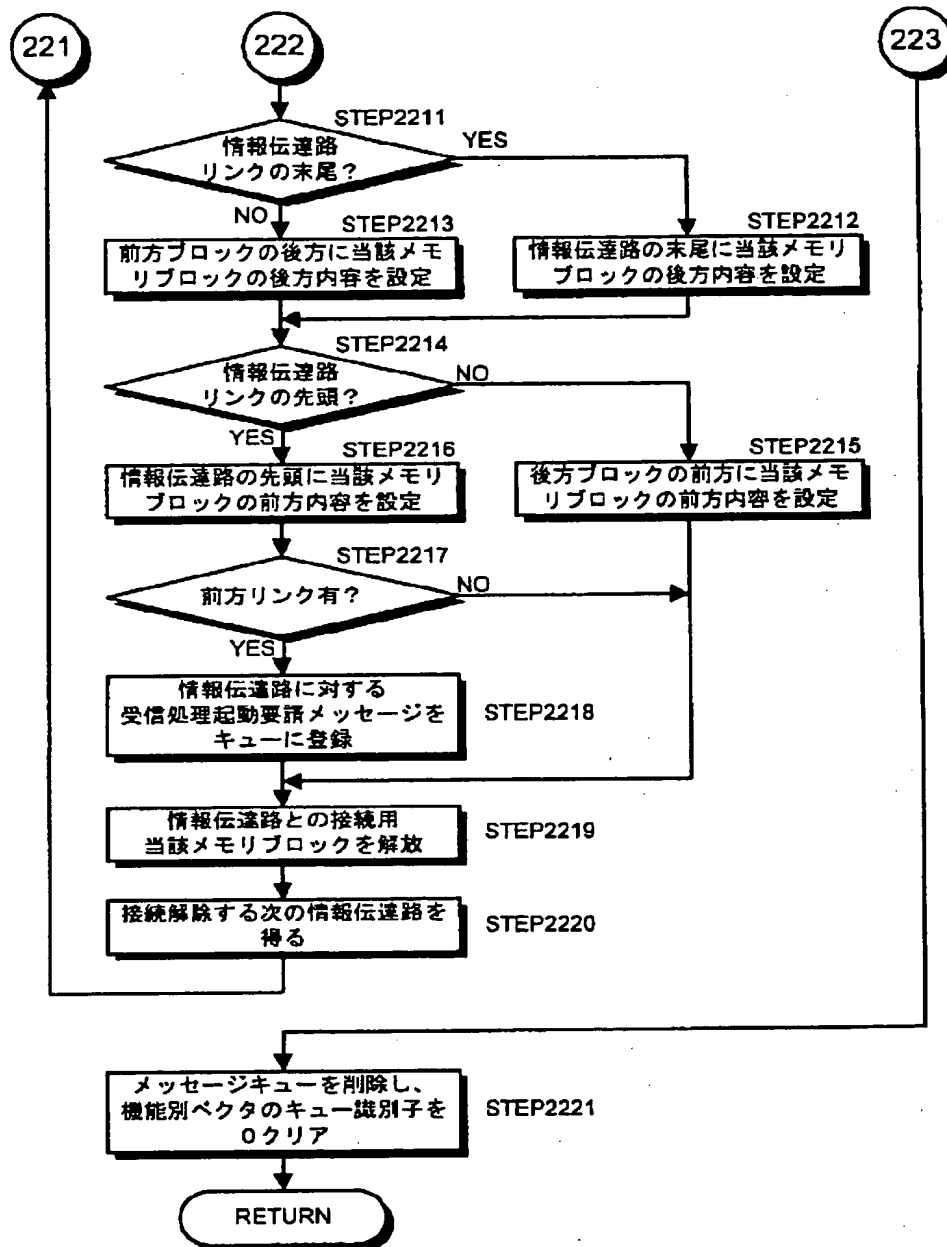 221
222
223
STEP2211
情報伝達路
リンクの末尾?
YES
NO
STEP2213
前方ブロックの後方に当該メモ
リブロックの後方内容を設定
STEP2212
情報伝達路の末尾に当該メモリ
ブロックの後方内容を設定
STEP2214
情報伝達路
リンクの先頭?
NO
YES
STEP2216
情報伝達路の先頭に当該メモリ
ブロックの前方内容を設定
STEP2215
後方ブロックの前方に当該メモ
リブロックの前方内容を設定
STEP2217
前方リンク有?
NO
YES
情報伝達路に対する
受信処理起動要請メッセージを
キューに登録
STEP2218
情報伝達路との接続用
当該メモリブロックを解放
STEP2219
接続解除する次の情報伝達路を
得る
STEP2220
メッセージキューを削除し、
機能別ベクタのキュー識別子を
0クリア
STEP2221
RETURN